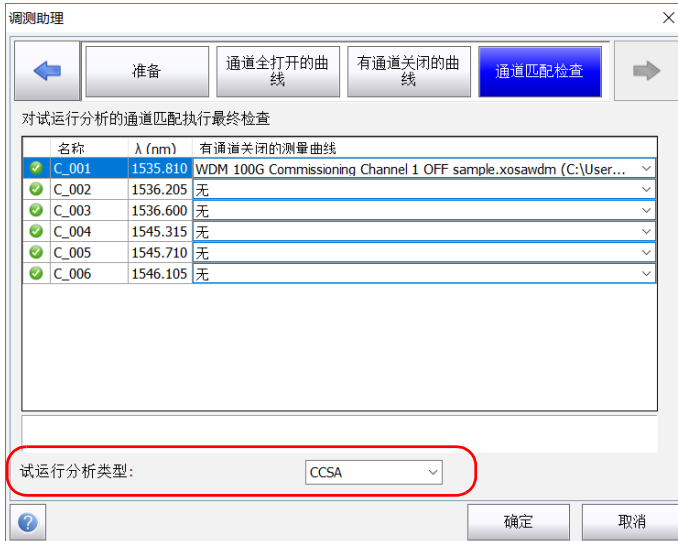 调测助理
准备
通道全打开的曲
线
有通道关闭的曲
线
通道匹配检查
对试运行分析的通道匹配执行最终检查
名称 λ (nm) 有通道关闭的测量曲线
C_001 1535.810 WDM 100G Commissioning Channel 1 OFF sample.xosawdm (C:\User...
C_002 1536.205 无
C_003 1536.600 无
C_004 1545.315 无
C_005 1545.710 无
C_006 1546.105 无
试运行分析类型: CCSA
确定 取消